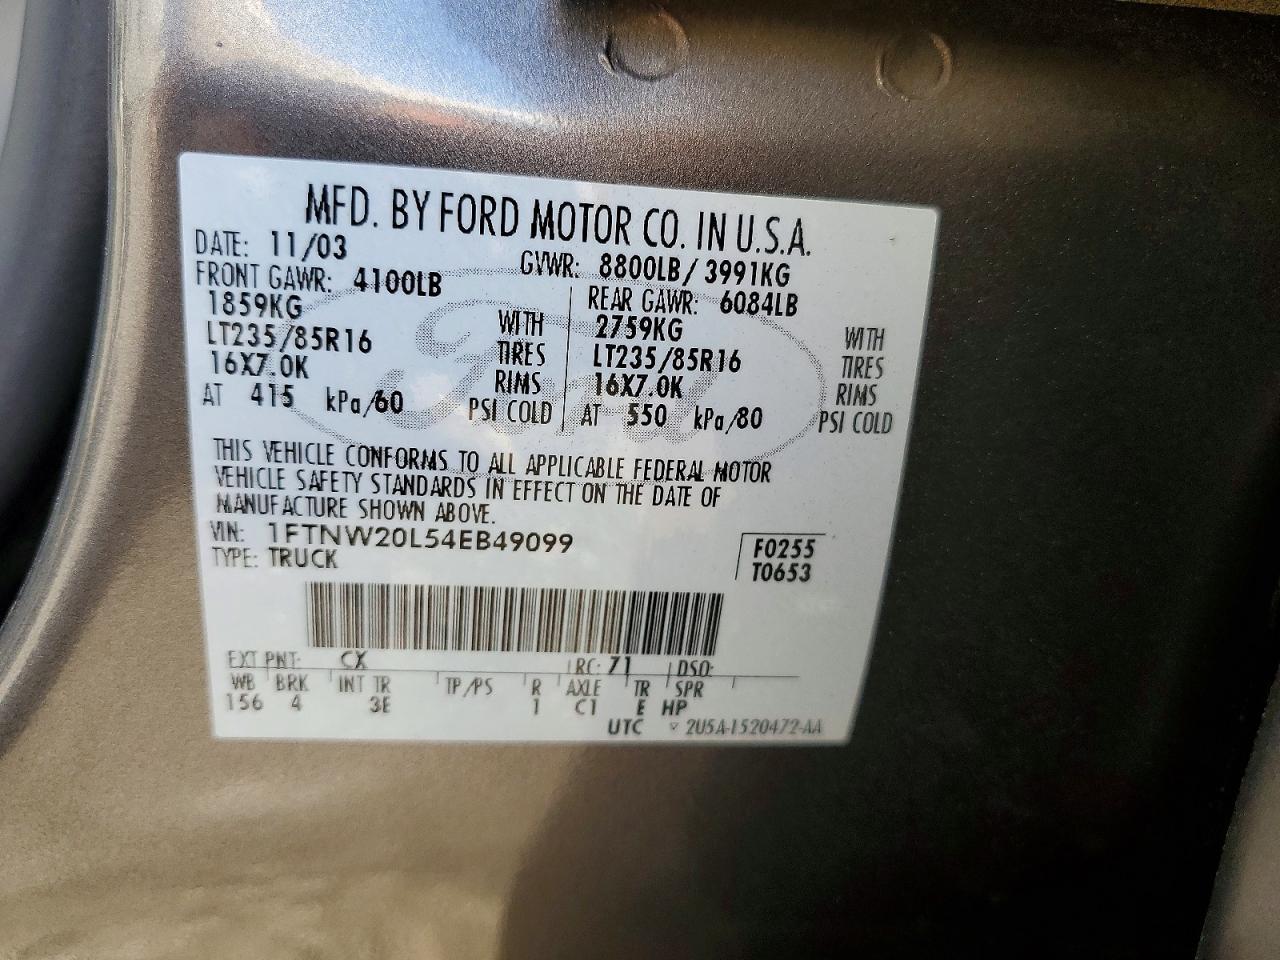 MFD. BY FORD MOTOR CO. IN U.S.A.
DATE: 11/03 GVWR: 8800LB/ 3991KG
FRONT GAWR: 4100LB REAR GAWR: 6084LB
1859KG WITH 2759KG WITH
LT235/85R16 TIRES LT235/85R16 TIRES
16X7.0K RIMS 16X7.0K RIMS
AT 415 kPa/60 PSI COLD AT 550 kPa/80 PSI COLD
THIS VEHICLE CONFORMS TO ALL APPLICABLE FEDERAL MOTOR
VEHICLE SAFETY STANDARDS IN EFFECT ON THE DATE OF
MANUFACTURE SHOWN ABOVE.
VIN: 1FTNW20L54EB49099 F0255
TYPE: TRUCK T0653
EXT PNT: CX RC: 71 DSO:
WB BRK INT TR TP/PS R AXLE TR SPR
156 4 3E 1 C1 E HP
UTC 2U5A-1520472-AA